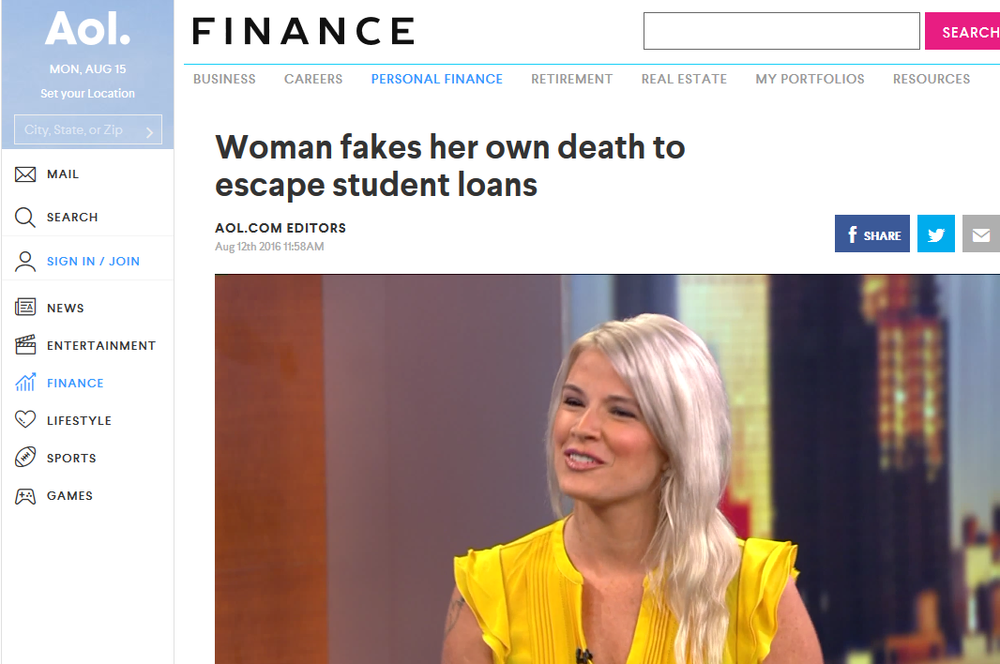 Aol.
MON, AUG 15
Set your Location
City, State, or Zip
MAIL
SEARCH
SIGN IN / JOIN
NEWS
ENTERTAINMENT
FINANCE
LIFESTYLE
SPORTS
GAMES
FINANCE
SEARCH
BUSINESS CAREERS PERSONAL FINANCE RETIREMENT REAL ESTATE MY PORTFOLIOS RESOURCES
Woman fakes her own death to
escape student loans
AOL.COM EDITORS
Aug 12th 2016 11:58AM
f SHARE